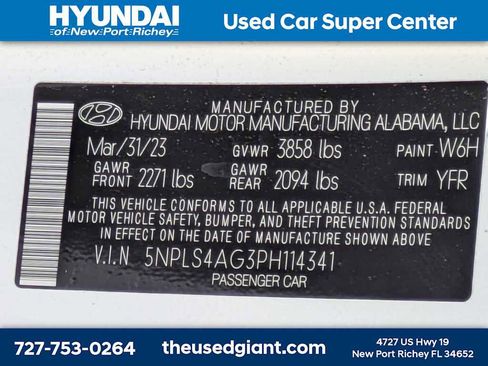 HYUNDAI
of New Port Richey
Used Car Super Center
MANUFACTURED BY
HYUNDAI MOTOR MANUFACTURING ALABAMA, LLC
Mar/31/23 GVWR 3858 lbs PAINT W6H
GAWR FRONT 2271 lbs GAWR REAR 2094 lbs TRIM YFR
THIS VEHICLE CONFORMS TO ALL APPLICABLE U.S.A. FEDERAL
MOTOR VEHICLE SAFETY, BUMPER, AND THEFT PREVENTION STANDARDS
IN EFFECT ON THE DATE OF MANUFACTURE SHOWN ABOVE.
V.I.N 5NPLS4AG3PH114341
PASSENGER CAR
727-753-0264
theusedgiant.com
4727 US Hwy 19
New Port Richey FL 34652